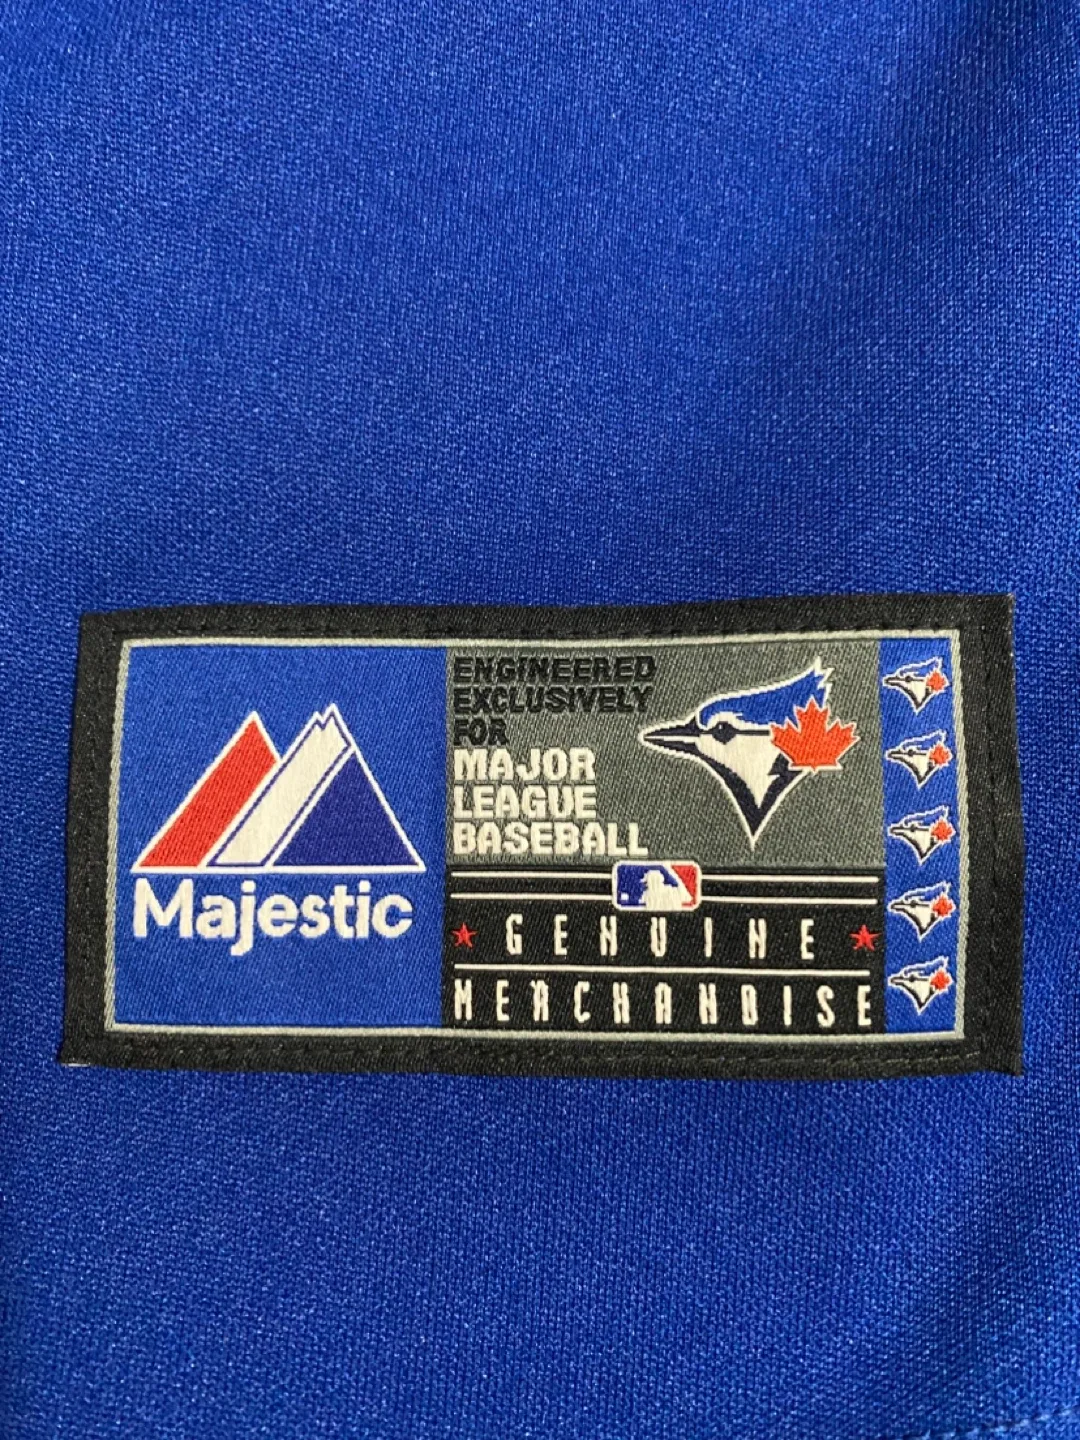 Majestic
ENGINEERED
EXCLUSIVELY
FOR
MAJOR
LEAGUE
BASEBALL
GENUINE
MERCHANDISE